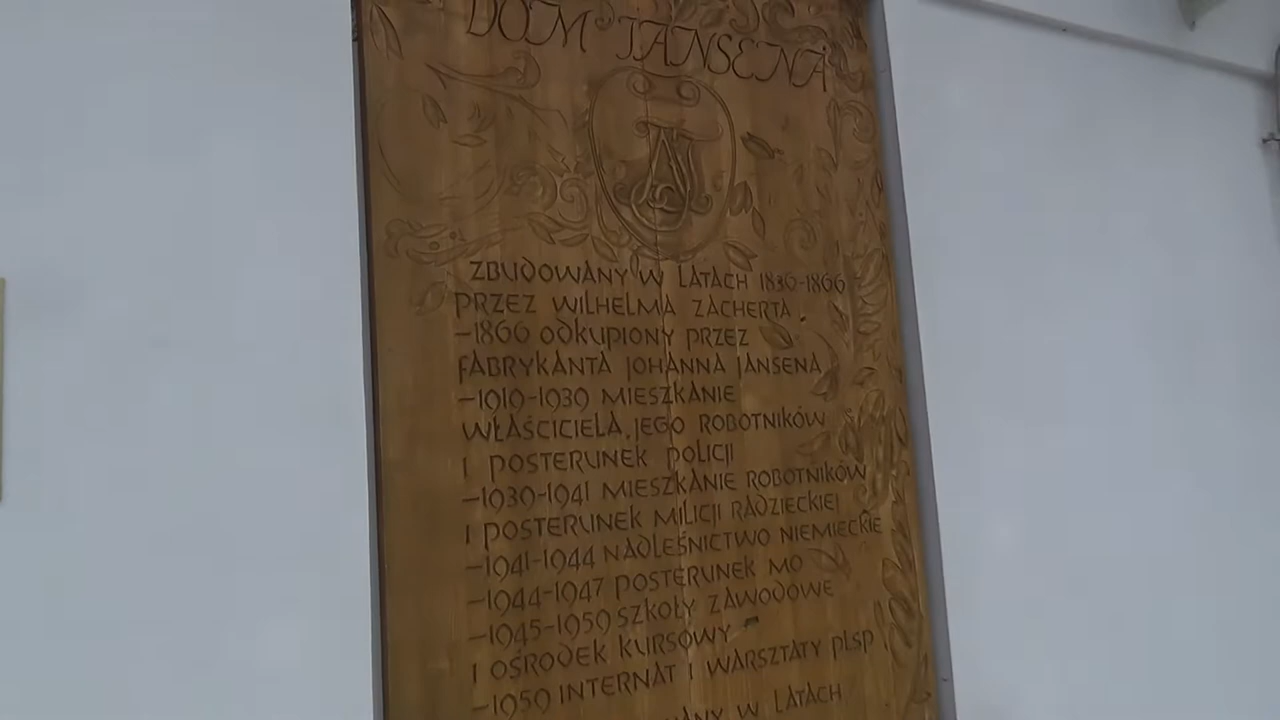 DOM JANSENA
ZBUDOWANY W LATACH 1836-1866
PRZEZ WILHELMA ZACHERTA.
-1866 ODKUPIONY PRZEZ
FABRYKANTA JOHANNA JANSENA
-1919-1939 MIESZKANIE
WŁAŚCICIELA, JEGO ROBOTNIKÓW
I POSTERUNEK POLICJI
-1939-1941 MIESZKANIE ROBOTNIKÓW
I POSTERUNEK MILICJI RADZIECKIEJ
-1941-1944 NADLEŚNICTWO NIEMIECKIE
-1944-1947 POSTERUNEK MO
-1945-1959 SZKOŁY ZAWODOWE
I OŚRODEK KURSOWY
-1959 INTERNAT I WARSZTATY PLSP
W LATACH